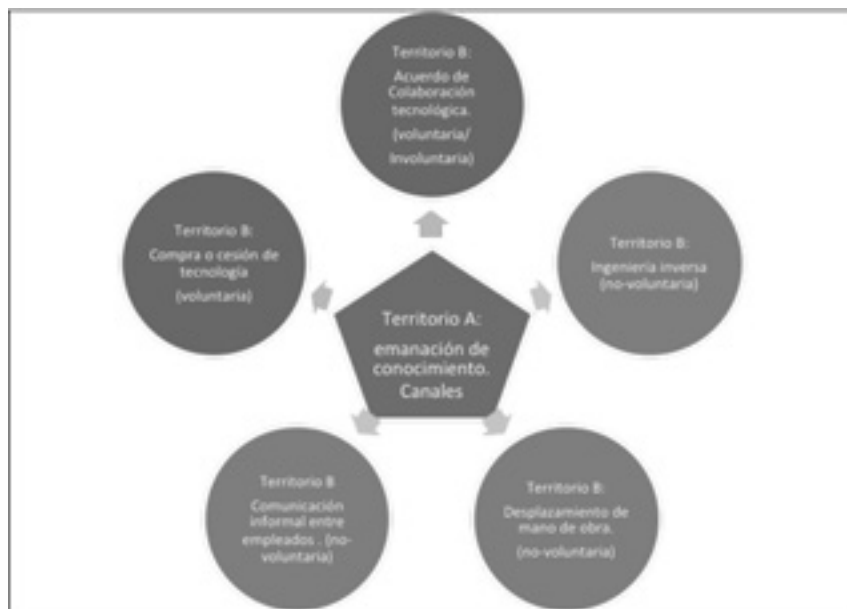 Territorio B:
Acuerdo de
Colaboración
tecnológica.
(voluntaria/
Involuntaria)
Territorio B:
Ingeniería inversa
(no-voluntaria)
Territorio B:
Desplazamiento de
mano de obra.
(no-voluntaria)
Territorio B
Comunicación
informal entre
empleados . (no-
voluntaria)
Territorio B:
Compra o cesión de
tecnología
(voluntaria)
Territorio A:
emanación de
conocimiento.
Canales